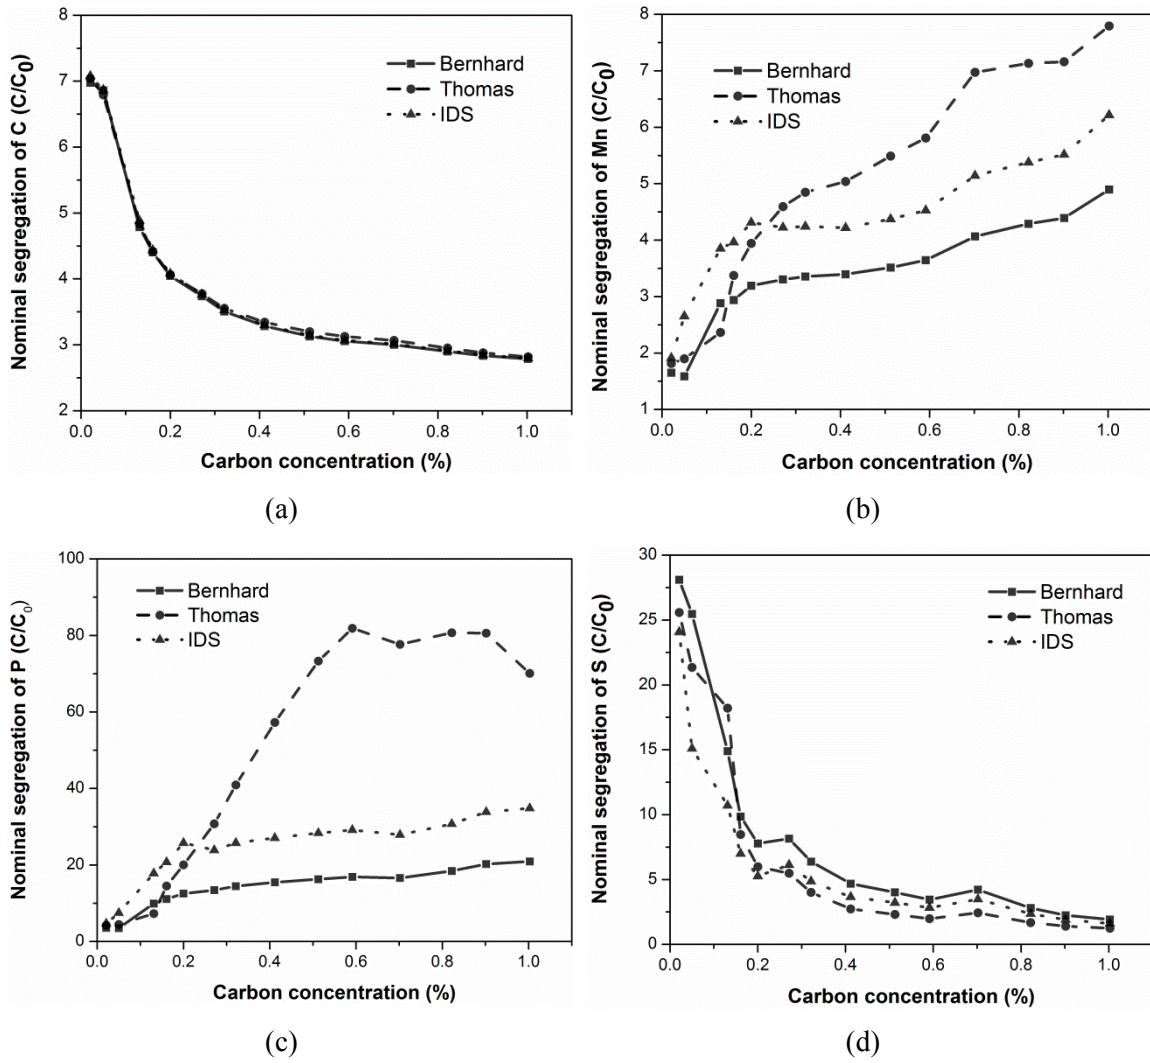 8
7
6
5
4
3
2
Nominal segregation of C (C/C0)
Bernhard
Thomas
IDS
0.0 0.2 0.4 0.6 0.8 1.0
Carbon concentration (%)
(a)
8
7
6
5
4
3
2
1
Nominal segregation of Mn (C/C0)
Bernhard
Thomas
IDS
0.0 0.2 0.4 0.6 0.8 1.0
Carbon concentration (%)
(b)
100
80
60
40
20
0
Nominal segregation of P (C/C0)
Bernhard
Thomas
IDS
0.0 0.2 0.4 0.6 0.8 1.0
Carbon concentration (%)
(c)
30
25
20
15
10
5
0
Nominal segregation of S (C/C0)
Bernhard
Thomas
IDS
0.0 0.2 0.4 0.6 0.8 1.0
Carbon concentration (%)
(d)